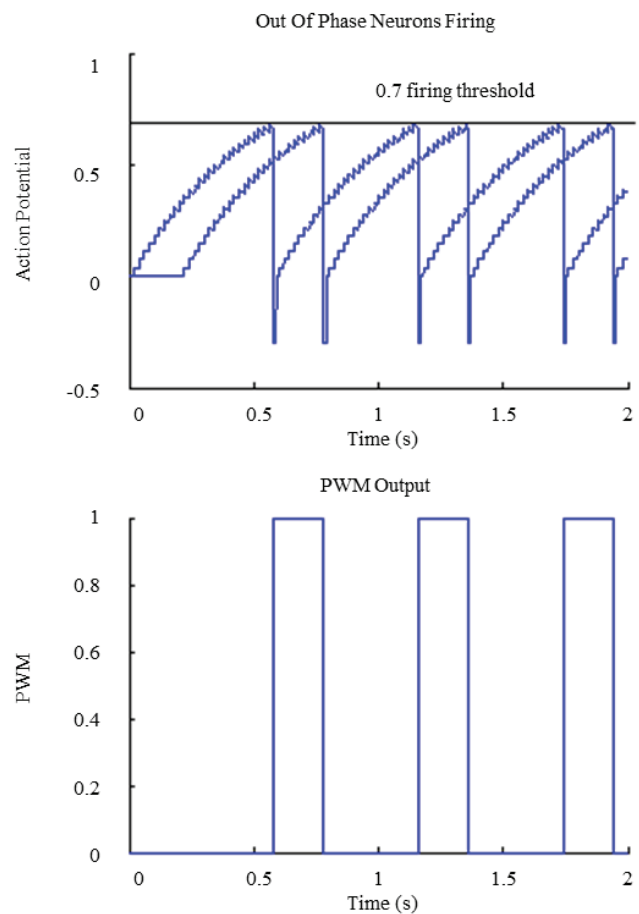 Out Of Phase Neurons Firing
1
0.7 firing threshold
0.5
Action Potential
0
-0.5
0 0.5 1 1.5 2
Time (s)
PWM Output
1
0.8
0.6
PWM
0.4
0.2
0
0 0.5 1 1.5 2
Time (s)